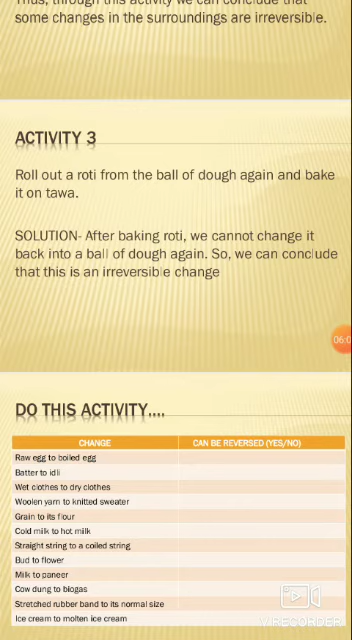 Thus, through this activity we can conclude that
some changes in the surroundings are irreversible.
ACTIVITY 3
Roll out a roti from the ball of dough again and bake
it on tawa.
SOLUTION- After baking roti, we cannot change it
back into a ball of dough again. So, we can conclude
that this is an irreversible change
06:0
DO THIS ACTIVITY....
CHANGE CAN BE REVERSED (YES/NO)
Raw egg to boiled egg
Batter to idli
Wet clothes to dry clothes
Woolen yarn to knitted sweater
Grain to its flour
Cold milk to hot milk
Straight string to a coiled string
Bud to flower
Milk to paneer
Cow dung to biogas
Stretched rubber band to its normal size
Ice cream to molten ice cream
V RECORDER